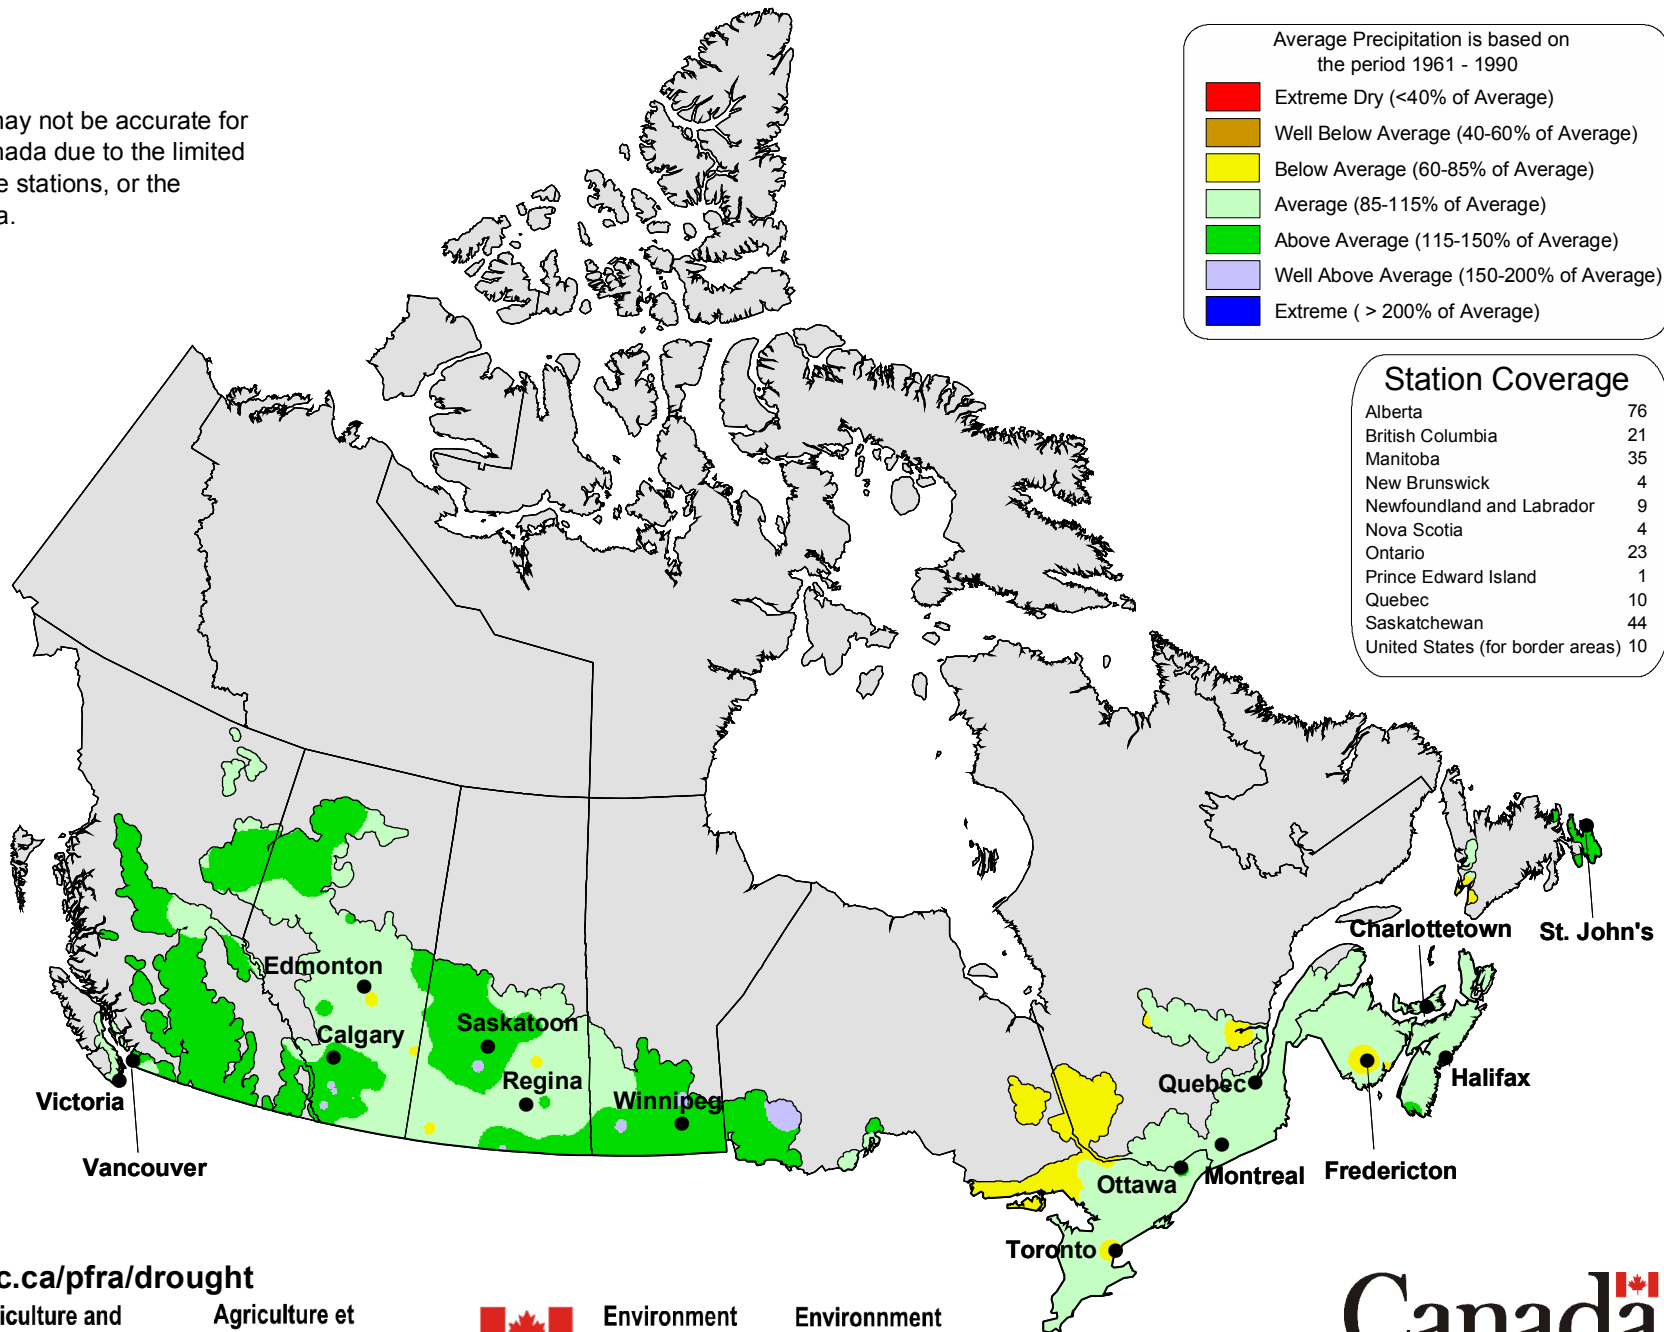 may not be accurate for
nada due to the limited
e stations, or the
a.
Average Precipitation is based on
the period 1961 - 1990
Extreme Dry (<40% of Average)
Well Below Average (40-60% of Average)
Below Average (60-85% of Average)
Average (85-115% of Average)
Above Average (115-150% of Average)
Well Above Average (150-200% of Average)
Extreme ( > 200% of Average)
Station Coverage
Alberta 76
British Columbia 21
Manitoba 35
New Brunswick 4
Newfoundland and Labrador 9
Nova Scotia 4
Ontario 23
Prince Edward Island 1
Quebec 10
Saskatchewan 44
United States (for border areas) 10
Charlottetown
St. John's
Edmonton
Calgary
Saskatoon
Regina
Winnipeg
Victoria
Vancouver
Quebec
Halifax
Ottawa
Montreal
Fredericton
Toronto
c.ca/pfra/drought
iculture and
Agriculture et
Environment
Environnment
Canada